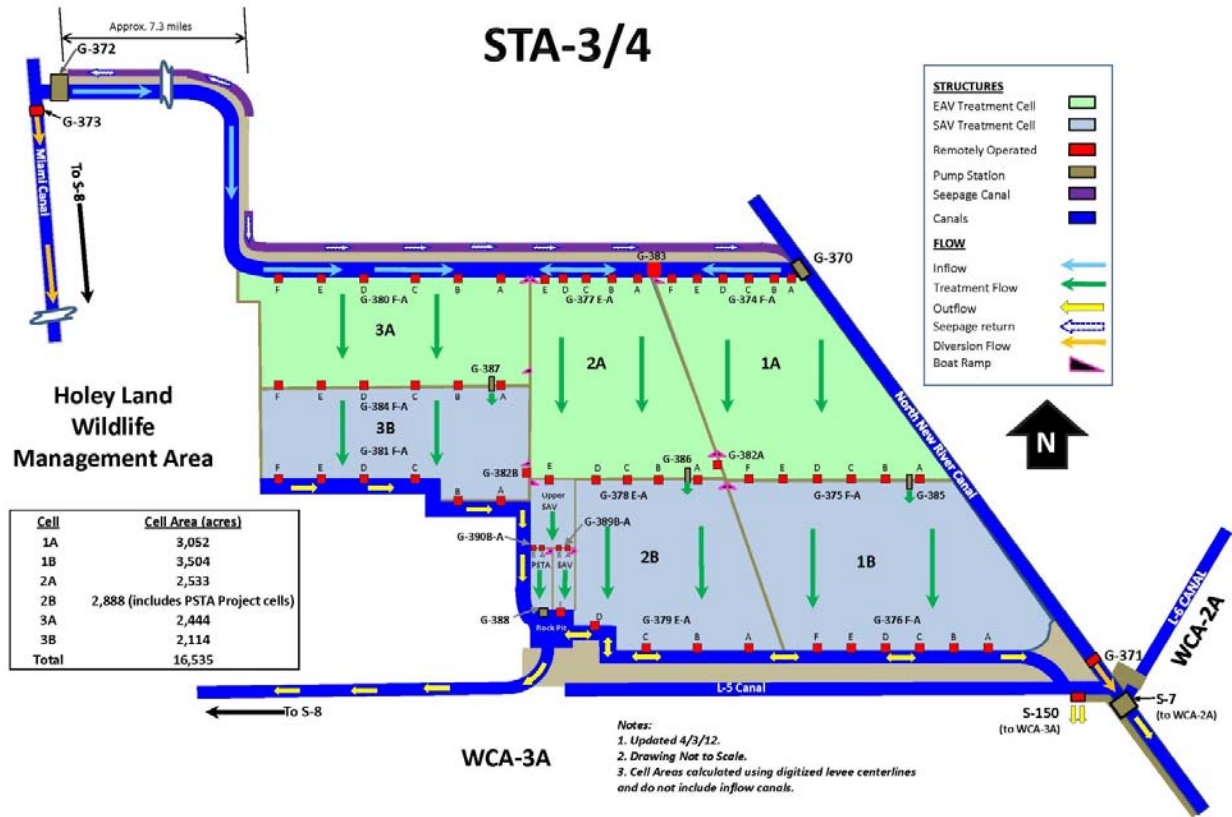 STA-3/4
Approx. 7.3 miles
G-372
G-373
Miami Canal
To S-8
STRUCTURES
EAV Treatment Cell
SAV Treatment Cell
Remotely Operated
Pump Station
Seepage Canal
Canals
FLOW
Inflow
Treatment Flow
Outflow
Seepage return
Diversion Flow
Boat Ramp
N
G-383
G-370
F E D C B A E D C B A F E D C B A
G-380 F-A
G-377 E-A
G-374 F-A
3A
2A
1A
North New River Canal
G-387
F E D C B A
G-384 F-A
3B
G-381 F-A
G-386
G-382A
G-382B
F E D C
B A
E D C B A F E D C B A
G-378 E-A
G-375 F-A
G-385
Upper
SAV
G-389B-A
G-390B-A
B A B A
PSTA
SAV
2B
1B
G-388
Rock Pit
D
G-379 E-A
G-376 F-A
C B A F E D C B A
Holey Land
Wildlife
Management Area
Cell Cell Area (acres)
1A 3,052
1B 3,504
2A 2,533
2B 2,888 (includes PSTA Project cells)
3A 2,444
3B 2,114
Total 16,535
L-6 CANAL
WCA-2A
G-371
L-5 Canal
To S-8
S-150
(to WCA-3A)
S-7
(to WCA-2A)
WCA-3A
Notes:
1. Updated 4/3/12.
2. Drawing Not to Scale.
3. Cell Areas calculated using digitized levee centerlines
and do not include inflow canals.